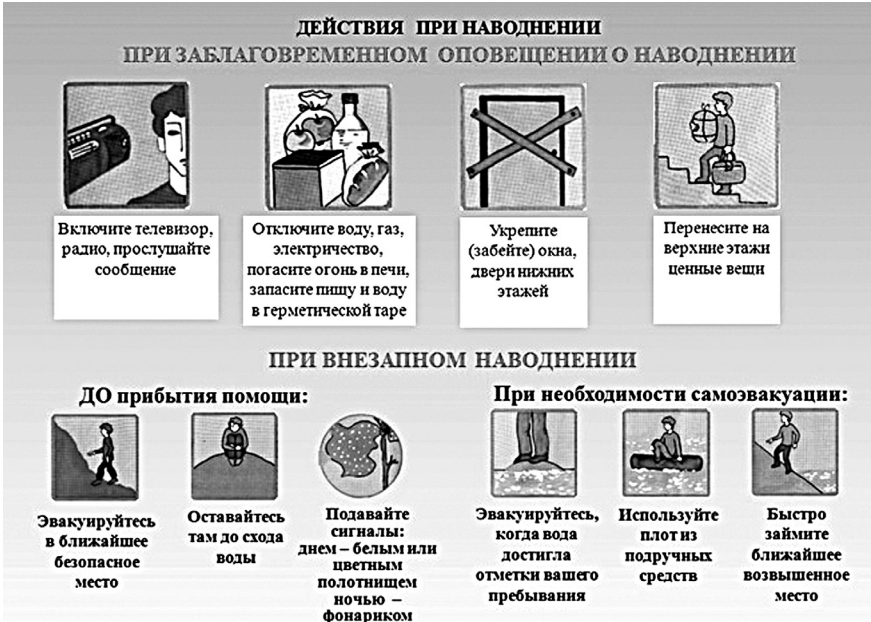 ДЕЙСТВИЯ ПРИ НАВОДНЕНИИ
ПРИ ЗАБЛАГОВРЕМЕННОМ ОПОВЕЩЕНИИ О НАВОДНЕНИИ
Включите телевизор,
радио, прослушайте
сообщение
Отключите воду, газ,
электричество,
погасите огонь в печи,
запасите пищу и воду
в герметической таре
Укрепите
(забейте) окна,
двери нижних
этажей
Перенесите на
верхние этажи
ценные вещи
ПРИ ВНЕЗАПНОМ НАВОДНЕНИИ
ДО прибытия помощи:
Эвакуируйтесь
в ближайшее
безопасное
место
Оставайтесь
там до схода
воды
Подавайте
сигналы:
днем – белым или
цветным
полотнищем
ночью –
фонариком
При необходимости самоэвакуации:
Эвакуируйтесь,
когда вода
достигла
отметки вашего
пребывания
Используйте
плот из
подручных
средств
Быстро
займите
ближайшее
возвышенное
место